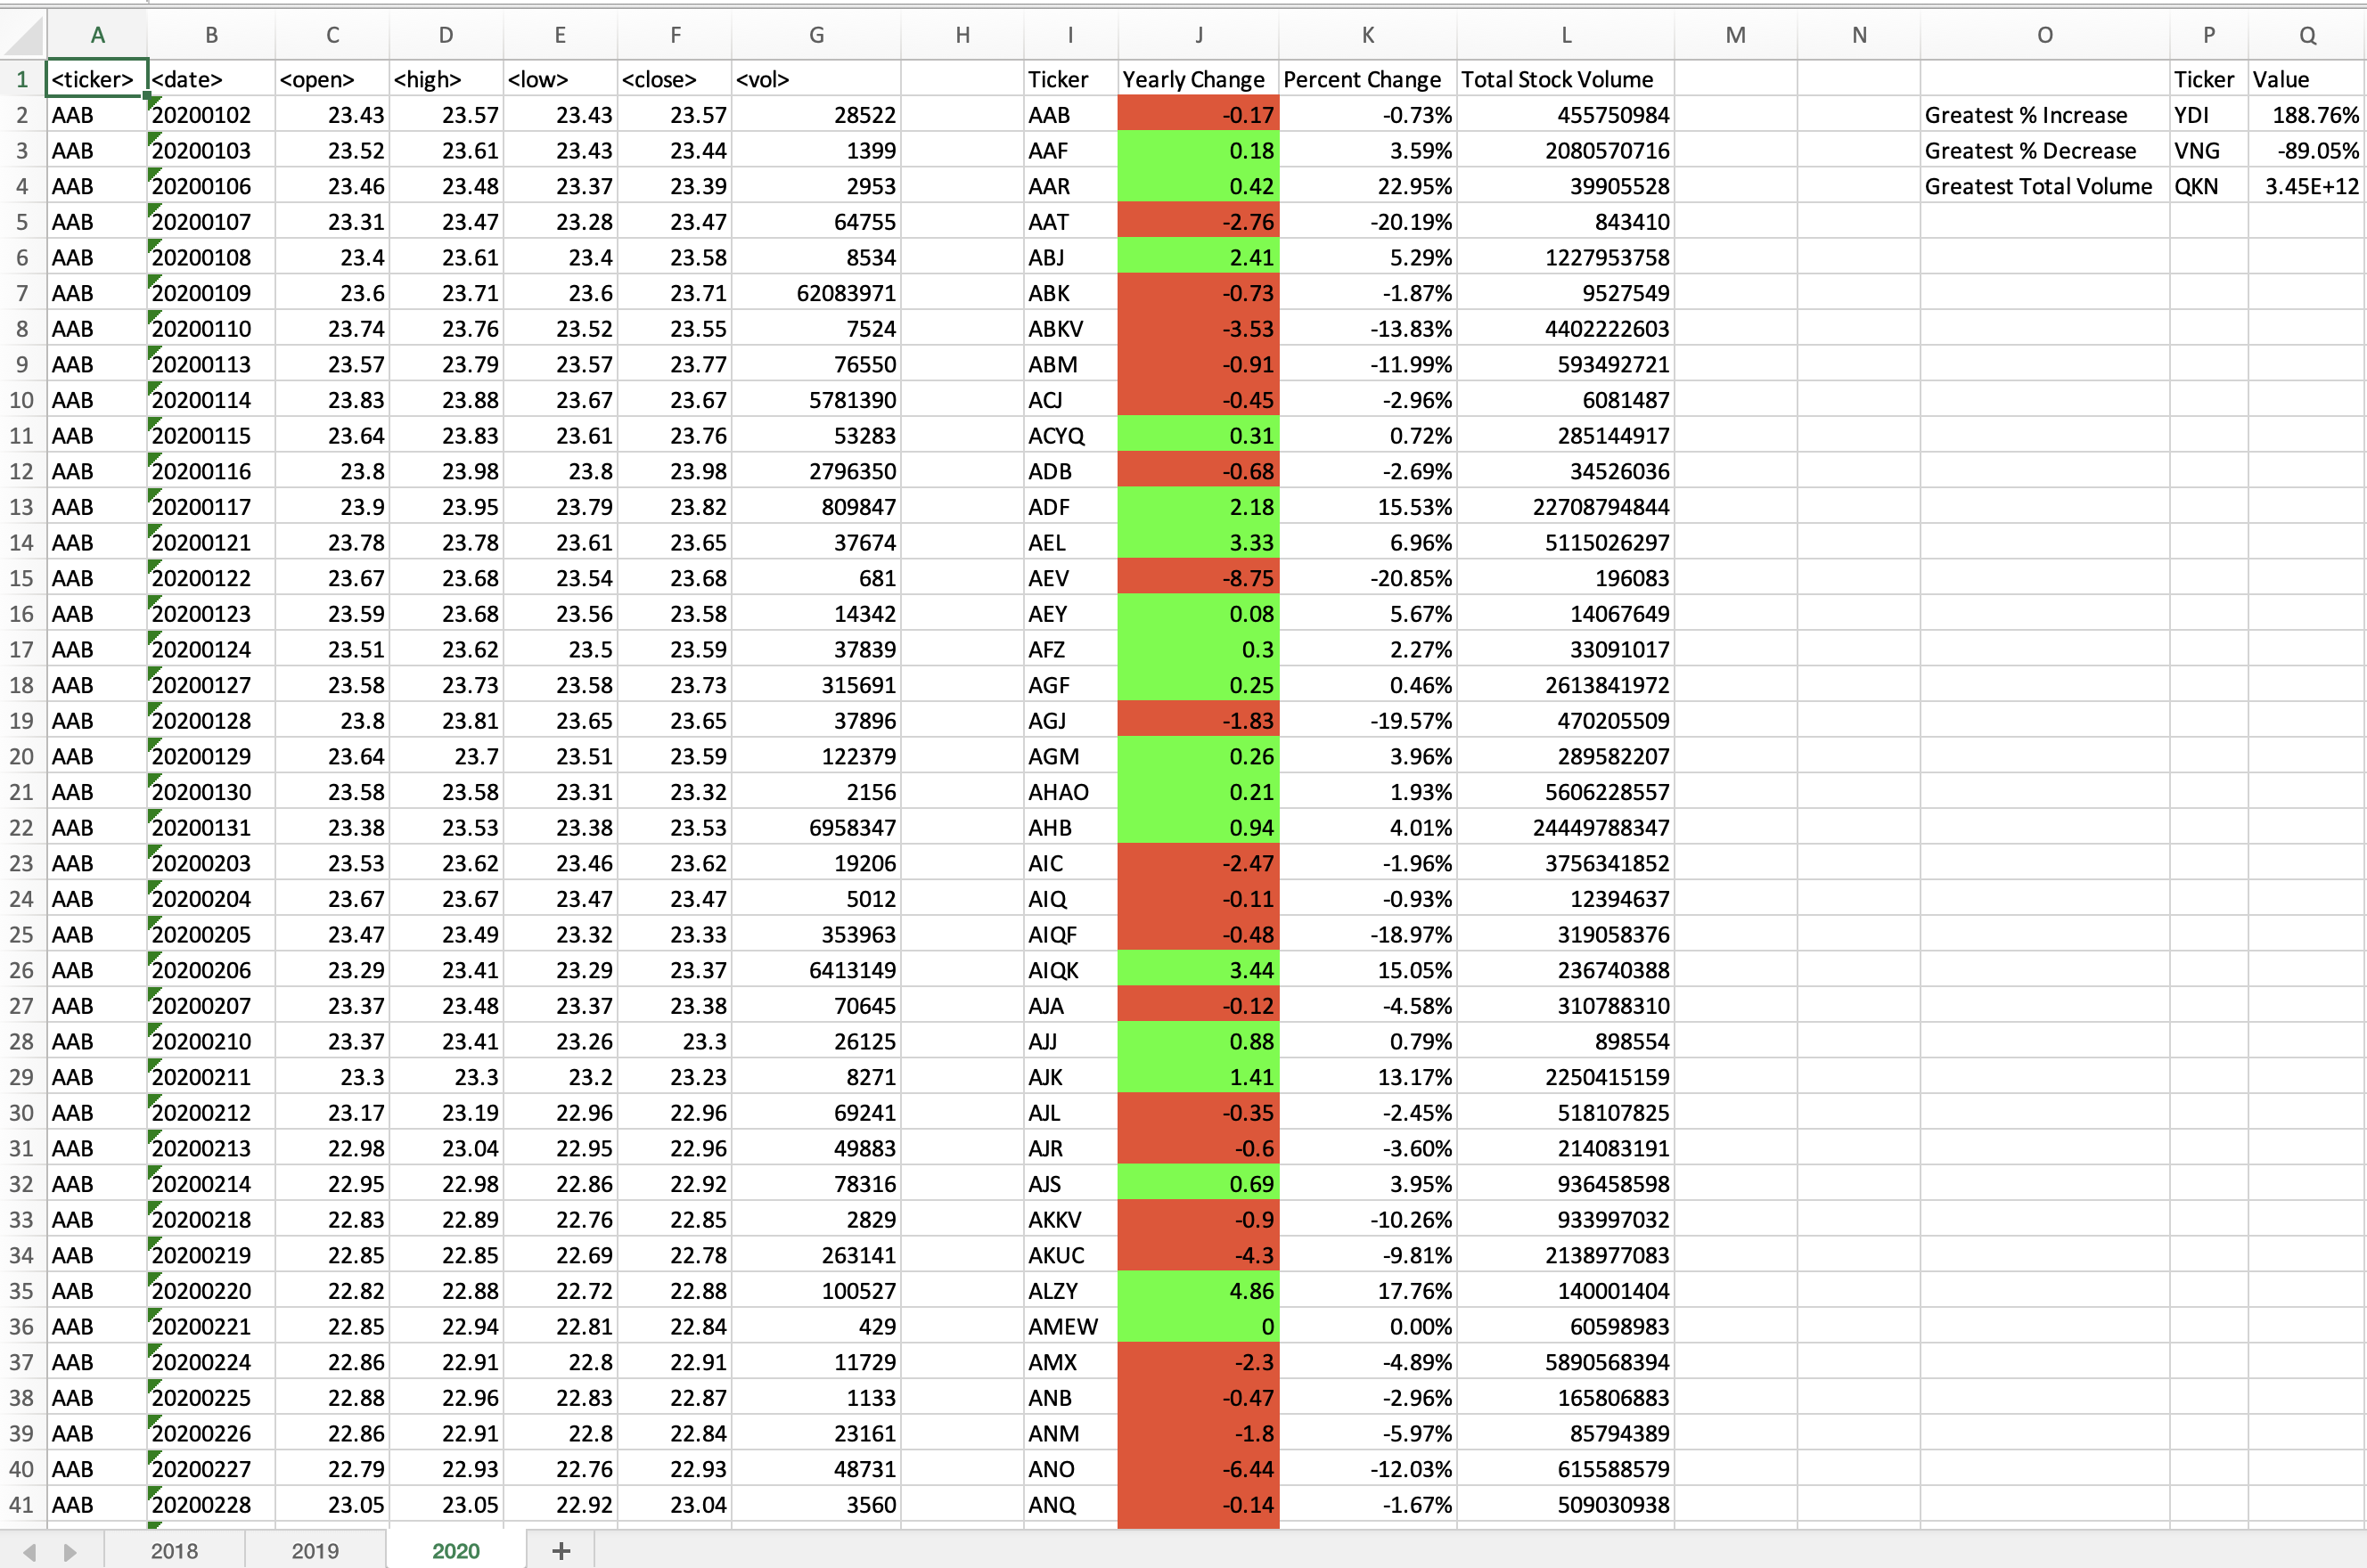 A B C D E F G H I J K L M N O P Q
1 <ticker> <date> <open> <high> <low> <close> <vol> Ticker Yearly Change Percent Change Total Stock Volume Ticker Value
2 AAB 20200102 23.43 23.57 23.43 23.57 28522 AAB -0.17 -0.73% 455750984 Greatest % Increase YDI 188.76%
3 AAB 20200103 23.52 23.61 23.43 23.44 1399 AAF 0.18 3.59% 2080570716 Greatest % Decrease VNG -89.05%
4 AAB 20200106 23.46 23.48 23.37 23.39 2953 AAR 0.42 22.95% 39905528 Greatest Total Volume QKN 3.45E+12
5 AAB 20200107 23.31 23.47 23.28 23.47 64755 AAT -2.76 -20.19% 843410
6 AAB 20200108 23.4 23.61 23.4 23.58 8534 ABJ 2.41 5.29% 1227953758
7 AAB 20200109 23.6 23.71 23.6 23.71 62083971 ABK -0.73 -1.87% 9527549
8 AAB 20200110 23.74 23.76 23.52 23.55 7524 ABKV -3.53 -13.83% 4402222603
9 AAB 20200113 23.57 23.79 23.57 23.77 76550 ABM -0.91 -11.99% 593492721
10 AAB 20200114 23.83 23.88 23.67 23.67 5781390 ACJ -0.45 -2.96% 6081487
11 AAB 20200115 23.64 23.83 23.61 23.76 53283 ACYQ 0.31 0.72% 285144917
12 AAB 20200116 23.8 23.98 23.8 23.98 2796350 ADB -0.68 -2.69% 34526036
13 AAB 20200117 23.9 23.95 23.79 23.82 809847 ADF 2.18 15.53% 22708794844
14 AAB 20200121 23.78 23.78 23.61 23.65 37674 AEL 3.33 6.96% 5115026297
15 AAB 20200122 23.67 23.68 23.54 23.68 681 AEV -8.75 -20.85% 196083
16 AAB 20200123 23.59 23.68 23.56 23.58 14342 AEY 0.08 5.67% 14067649
17 AAB 20200124 23.51 23.62 23.5 23.59 37839 AFZ 0.3 2.27% 33091017
18 AAB 20200127 23.58 23.73 23.58 23.73 315691 AGF 0.25 0.46% 2613841972
19 AAB 20200128 23.8 23.81 23.65 23.65 37896 AGJ -1.83 -19.57% 470205509
20 AAB 20200129 23.64 23.7 23.51 23.59 122379 AGM 0.26 3.96% 289582207
21 AAB 20200130 23.58 23.58 23.31 23.32 2156 AHAO 0.21 1.93% 5606228557
22 AAB 20200131 23.38 23.53 23.38 23.53 6958347 AHB 0.94 4.01% 24449788347
23 AAB 20200203 23.53 23.62 23.46 23.62 19206 AIC -2.47 -1.96% 3756341852
24 AAB 20200204 23.67 23.67 23.47 23.47 5012 AIQ -0.11 -0.93% 12394637
25 AAB 20200205 23.47 23.49 23.32 23.33 353963 AIQF -0.48 -18.97% 319058376
26 AAB 20200206 23.29 23.41 23.29 23.37 6413149 AIQK 3.44 15.05% 236740388
27 AAB 20200207 23.37 23.48 23.37 23.38 70645 AJA -0.12 -4.58% 310788310
28 AAB 20200210 23.37 23.41 23.26 23.3 26125 AJJ 0.88 0.79% 898554
29 AAB 20200211 23.3 23.3 23.2 23.23 8271 AJK 1.41 13.17% 2250415159
30 AAB 20200212 23.17 23.19 22.96 22.96 69241 AJL -0.35 -2.45% 518107825
31 AAB 20200213 22.98 23.04 22.95 22.96 49883 AJR -0.6 -3.60% 214083191
32 AAB 20200214 22.95 22.98 22.86 22.92 78316 AJS 0.69 3.95% 936458598
33 AAB 20200218 22.83 22.89 22.76 22.85 2829 AKKV -0.9 -10.26% 933997032
34 AAB 20200219 22.85 22.85 22.69 22.78 263141 AKUC -4.3 -9.81% 2138977083
35 AAB 20200220 22.82 22.88 22.72 22.88 100527 ALZY 4.86 17.76% 140001404
36 AAB 20200221 22.85 22.94 22.81 22.84 429 AMEW 0 0.00% 60598983
37 AAB 20200224 22.86 22.91 22.8 22.91 11729 AMX -2.3 -4.89% 5890568394
38 AAB 20200225 22.88 22.96 22.83 22.87 1133 ANB -0.47 -2.96% 165806883
39 AAB 20200226 22.86 22.91 22.8 22.84 23161 ANM -1.8 -5.97% 85794389
40 AAB 20200227 22.79 22.93 22.76 22.93 48731 ANO -6.44 -12.03% 615588579
41 AAB 20200228 23.05 23.05 22.92 23.04 3560 ANQ -0.14 -1.67% 509030938
2018 2019 2020 +